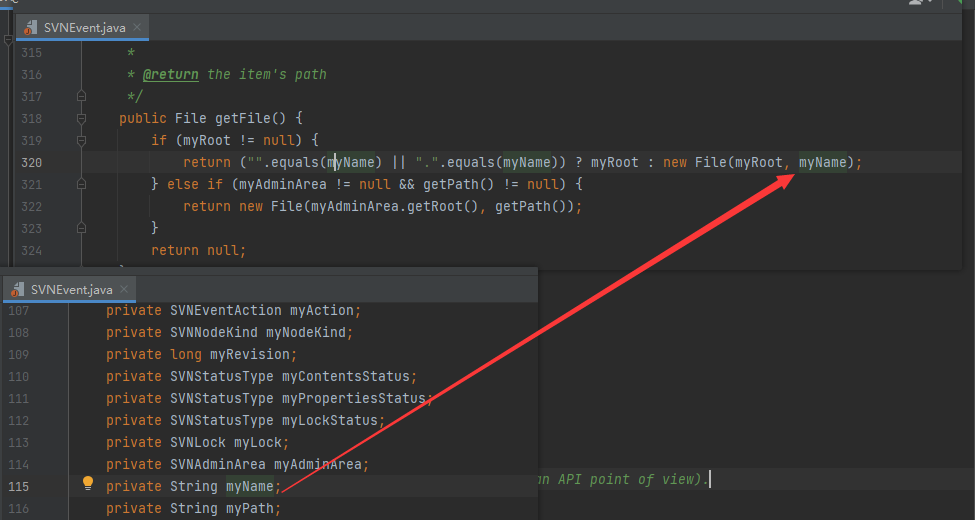 SVNEvent.java
315 *
316 * @return the item's path
317 */
318 public File getFile() {
319 if (myRoot != null) {
320 return ("".equals(myName) || ".".equals(myName)) ? myRoot : new File(myRoot, myName);
321 } else if (myAdminArea != null && getPath() != null) {
322 return new File(myAdminArea.getRoot(), getPath());
323 }
324 return null;
SVNEvent.java
107 private SVNEventAction myAction;
108 private SVNNodeKind myNodeKind;
109 private long myRevision;
110 private SVNStatusType myContentsStatus;
111 private SVNStatusType myPropertiesStatus;
112 private SVNStatusType myLockStatus;
113 private SVNLock myLock;
114 private SVNAdminArea myAdminArea;
115 private String myName;
an API point of view).
116 private String myPath;